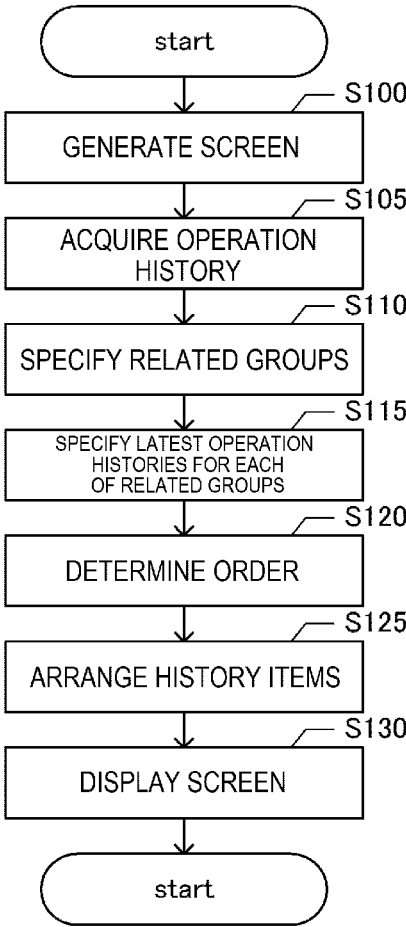 start
S100
GENERATE SCREEN
S105
ACQUIRE OPERATION
HISTORY
S110
SPECIFY RELATED GROUPS
S115
SPECIFY LATEST OPERATION
HISTORIES FOR EACH
OF RELATED GROUPS
S120
DETERMINE ORDER
S125
ARRANGE HISTORY ITEMS
S130
DISPLAY SCREEN
start